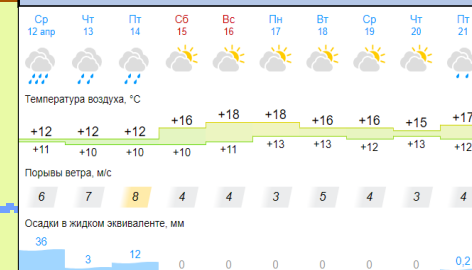 Ср Чт Пт Сб Вс Пн Вт Ср Чт Пт
12 апр 13 14 15 16 17 18 19 20 21
Температура воздуха, °C
+12 +12 +12 +16 +18 +18 +16 +16 +15 +17
+11 +10 +10 +10 +11 +13 +13 +12 +13 +12
Порывы ветра, м/с
6 7 8 4 4 3 5 4 3 4
Осадки в жидком эквиваленте, мм
36 3 12 0 0 0 0 0 0 0,2